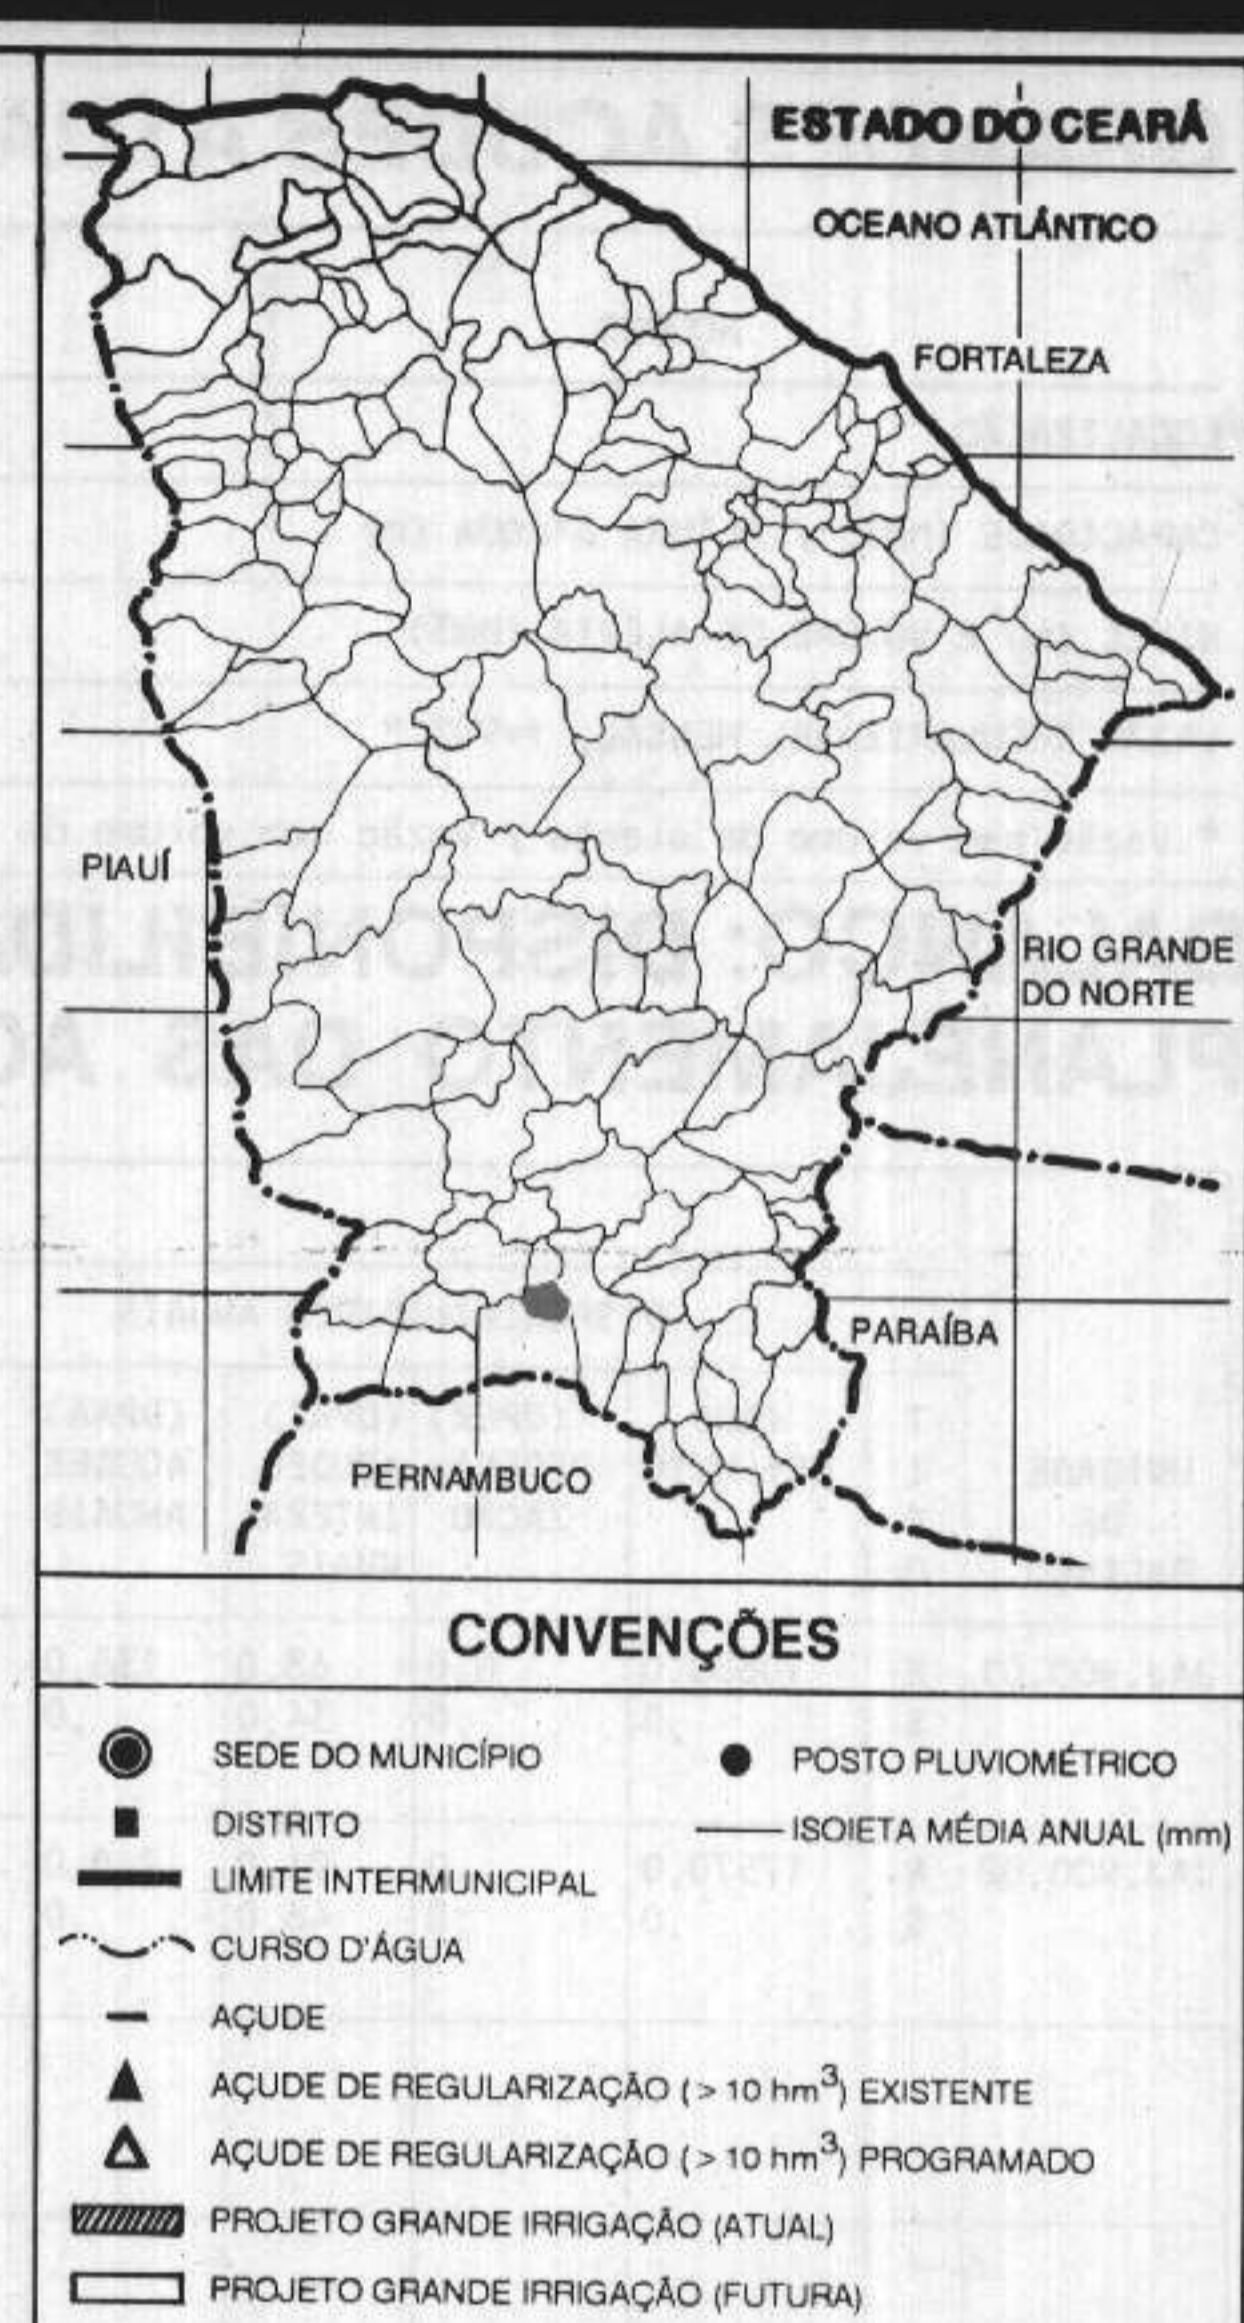 ESTADO DO CEARÁ
OCEANO ATLÂNTICO
FORTALEZA
PIAUÍ
RIO GRANDE
DO NORTE
PARAÍBA
PERNAMBUCO
CONVENÇÕES
SEDE DO MUNICÍPIO
POSTO PLUVIOMÉTRICO
DISTRITO
ISOIETA MÉDIA ANUAL (mm)
LIMITE INTERMUNICIPAL
CURSO D'ÁGUA
AÇUDE
AÇUDE DE REGULARIZAÇÃO (> 10 hm³) EXISTENTE
AÇUDE DE REGULARIZAÇÃO (> 10 hm³) PROGRAMADO
PROJETO GRANDE IRRIGAÇÃO (ATUAL)
PROJETO GRANDE IRRIGAÇÃO (FUTURA)